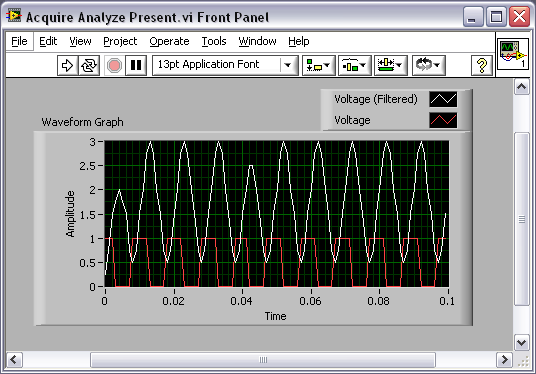 Acquire Analyze Present.vi Front Panel
File Edit View Project Operate Tools Window Help
13pt Application Font
?
1
Voltage (Filtered)
Voltage
Waveform Graph
3
2.5
2
1.5
1
0.5
0
Amplitude
0 0.02 0.04 0.06 0.08 0.1
Time